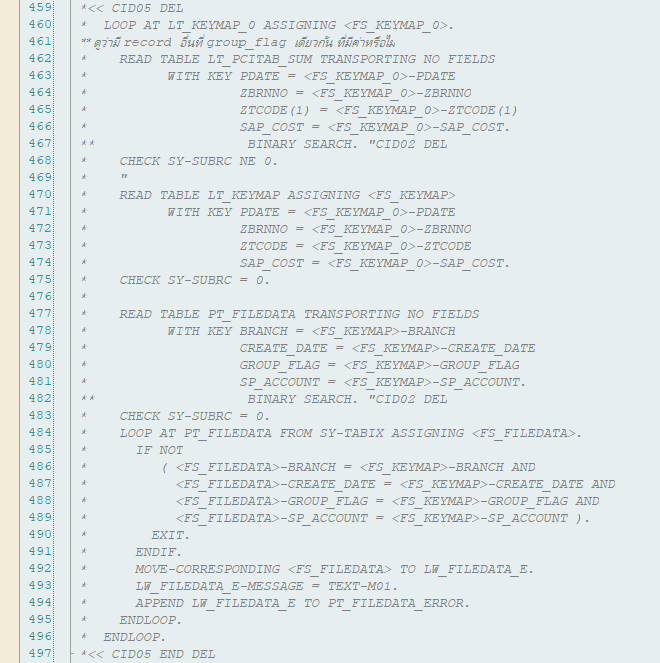 459 *<< CID05 DEL
460 *  LOOP AT LT_KEYMAP_0 ASSIGNING <FS_KEYMAP_0>.
461 ** ดูว่ามี record อื่นที่ group_flag เดียวกัน ที่มีค่าหรือไม่
462 *    READ TABLE LT_PCITAB_SUM TRANSPORTING NO FIELDS
463 *          WITH KEY PDATE = <FS_KEYMAP_0>-PDATE
464 *                   ZBRNNO = <FS_KEYMAP_0>-ZBRNNO
465 *                   ZTCODE(1) = <FS_KEYMAP_0>-ZTCODE(1)
466 *                   SAP_COST = <FS_KEYMAP_0>-SAP_COST.
467 **                   BINARY SEARCH. "CID02 DEL
468 *    CHECK SY-SUBRC NE 0.
469 *    "
470 *    READ TABLE LT_KEYMAP ASSIGNING <FS_KEYMAP>
471 *          WITH KEY PDATE = <FS_KEYMAP_0>-PDATE
472 *                   ZBRNNO = <FS_KEYMAP_0>-ZBRNNO
473 *                   ZTCODE = <FS_KEYMAP_0>-ZTCODE
474 *                   SAP_COST = <FS_KEYMAP_0>-SAP_COST.
475 *    CHECK SY-SUBRC = 0.
476 *
477 *    READ TABLE PT_FILEDATA TRANSPORTING NO FIELDS
478 *          WITH KEY BRANCH = <FS_KEYMAP>-BRANCH
479 *                   CREATE_DATE = <FS_KEYMAP>-CREATE_DATE
480 *                   GROUP_FLAG = <FS_KEYMAP>-GROUP_FLAG
481 *                   SP_ACCOUNT = <FS_KEYMAP>-SP_ACCOUNT.
482 **                   BINARY SEARCH. "CID02 DEL
483 *    CHECK SY-SUBRC = 0.
484 *    LOOP AT PT_FILEDATA FROM SY-TABIX ASSIGNING <FS_FILEDATA>.
485 *      IF NOT
486 *         ( <FS_FILEDATA>-BRANCH = <FS_KEYMAP>-BRANCH AND
487 *           <FS_FILEDATA>-CREATE_DATE = <FS_KEYMAP>-CREATE_DATE AND
488 *           <FS_FILEDATA>-GROUP_FLAG = <FS_KEYMAP>-GROUP_FLAG AND
489 *           <FS_FILEDATA>-SP_ACCOUNT = <FS_KEYMAP>-SP_ACCOUNT ).
490 *        EXIT.
491 *      ENDIF.
492 *      MOVE-CORRESPONDING <FS_FILEDATA> TO LW_FILEDATA_E.
493 *      LW_FILEDATA_E-MESSAGE = TEXT-M01.
494 *      APPEND LW_FILEDATA_E TO PT_FILEDATA_ERROR.
495 *    ENDLOOP.
496 *  ENDLOOP.
497 *<< CID05 END DEL